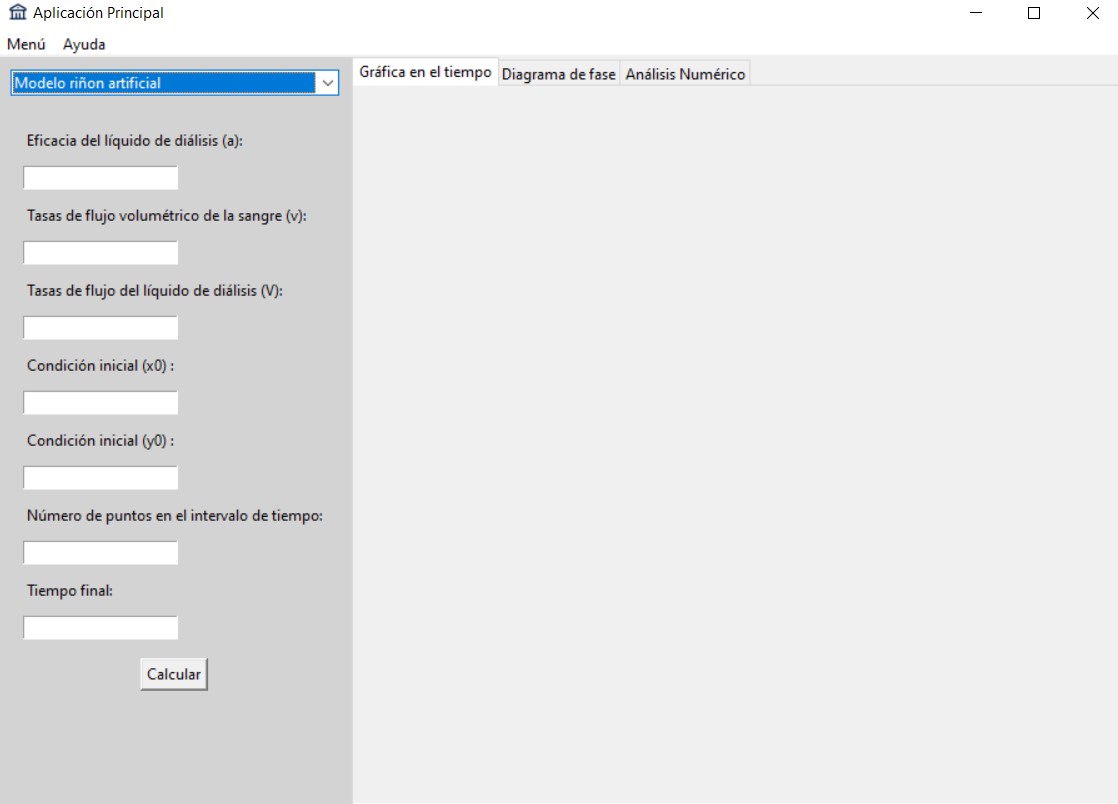 Aplicación Principal
Menú Ayuda
Modelo riñon artificial
Gráfica en el tiempo Diagrama de fase Análisis Numérico
Eficacia del líquido de diálisis (a):
Tasas de flujo volumétrico de la sangre (v):
Tasas de flujo del líquido de diálisis (V):
Condición inicial (x0) :
Condición inicial (y0) :
Número de puntos en el intervalo de tiempo:
Tiempo final:
Calcular